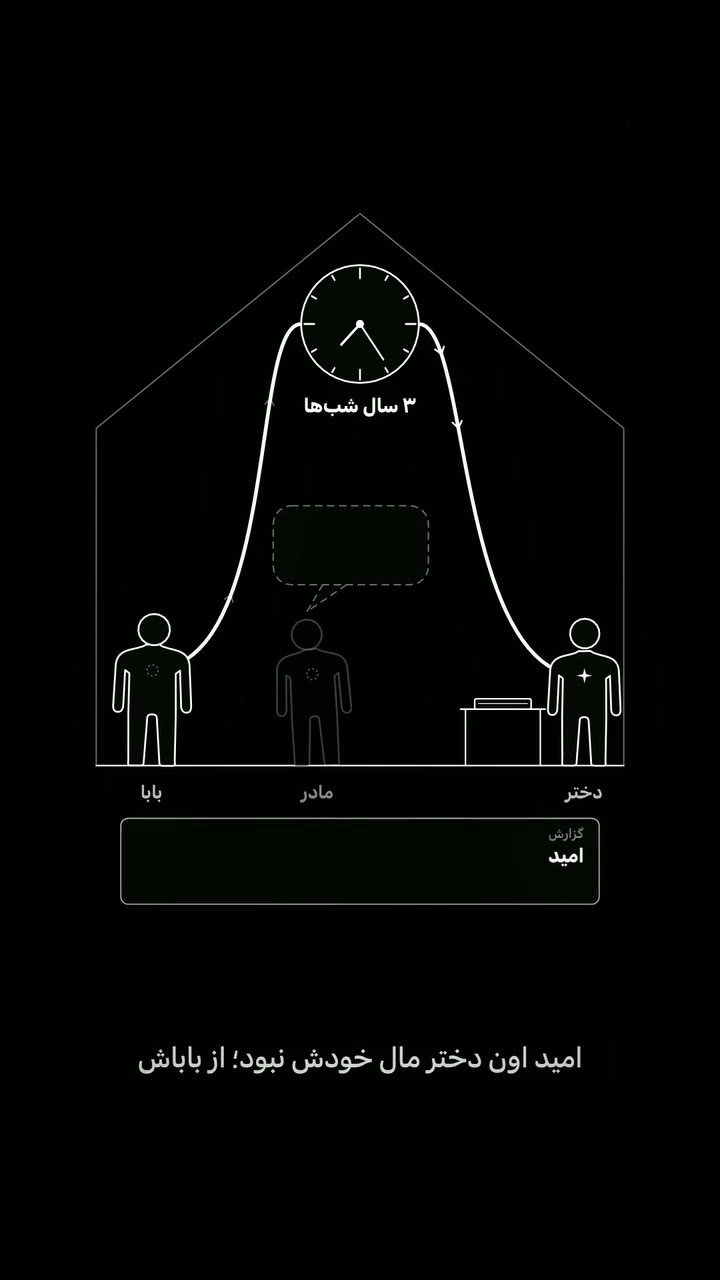 ۳ سال شب‌ها
بابا
مادر
دختر
گزارش
امید
امید اون دختر مال خودش نبود؛ از باباش